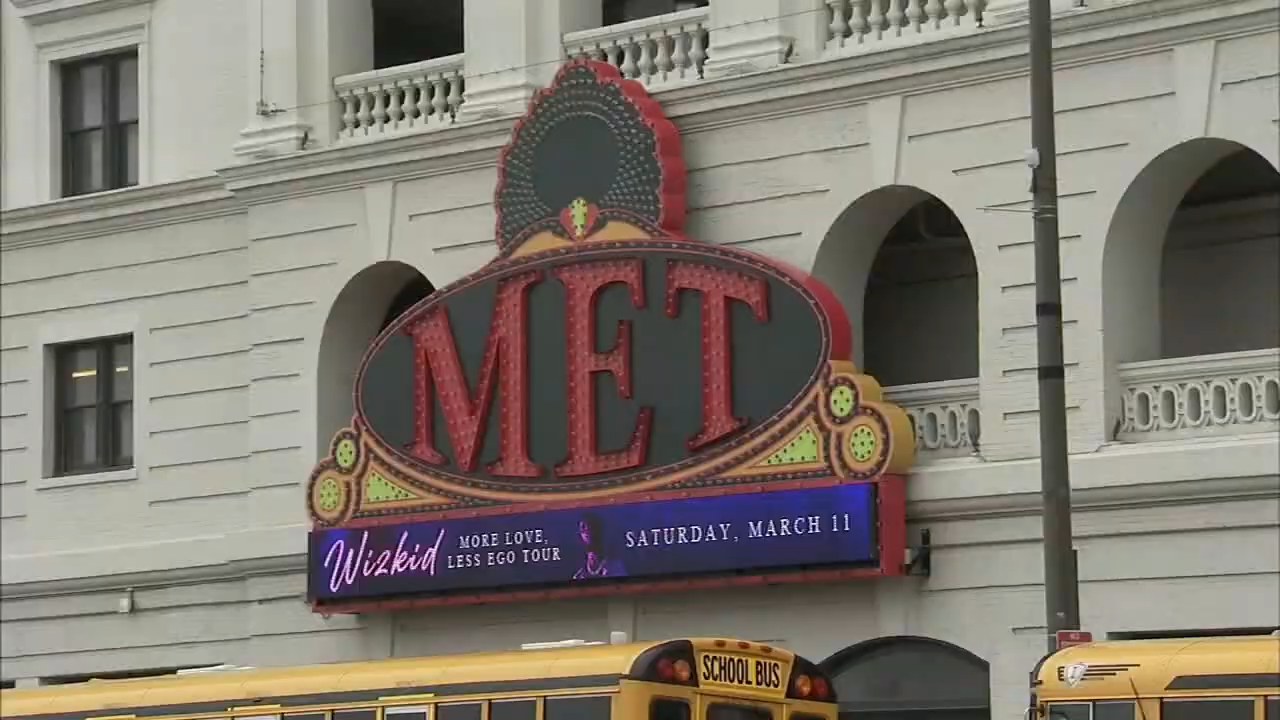 MET
Wizkid
MORE LOVE,
LESS EGO TOUR
SATURDAY, MARCH 11
SCHOOL BUS